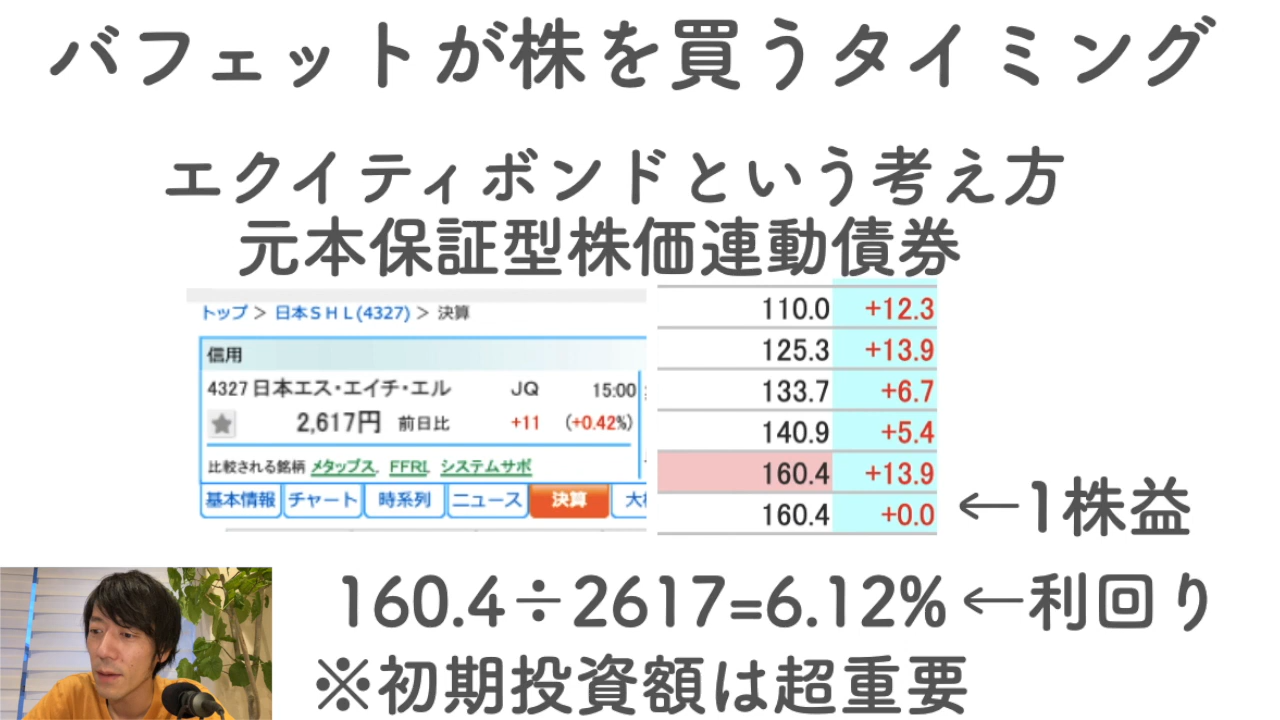 バフェットが株を買うタイミング
エクイティボンドという考え方
元本保証型株価連動債券
トップ > 日本SHL(4327) > 決算
信用
4327 日本エス・エイチ・エル JQ 15:00
★ 2,617円 前日比 +11 (+0.42%)
比較される銘柄 メタップス, FFRI, システムサポ
基本情報 チャート 時系列 ニュース 決算
110.0 +12.3
125.3 +13.9
133.7 +6.7
140.9 +5.4
160.4 +13.9
160.4 +0.0
←1株益
160.4÷2617=6.12%←利回り
※初期投資額は超重要